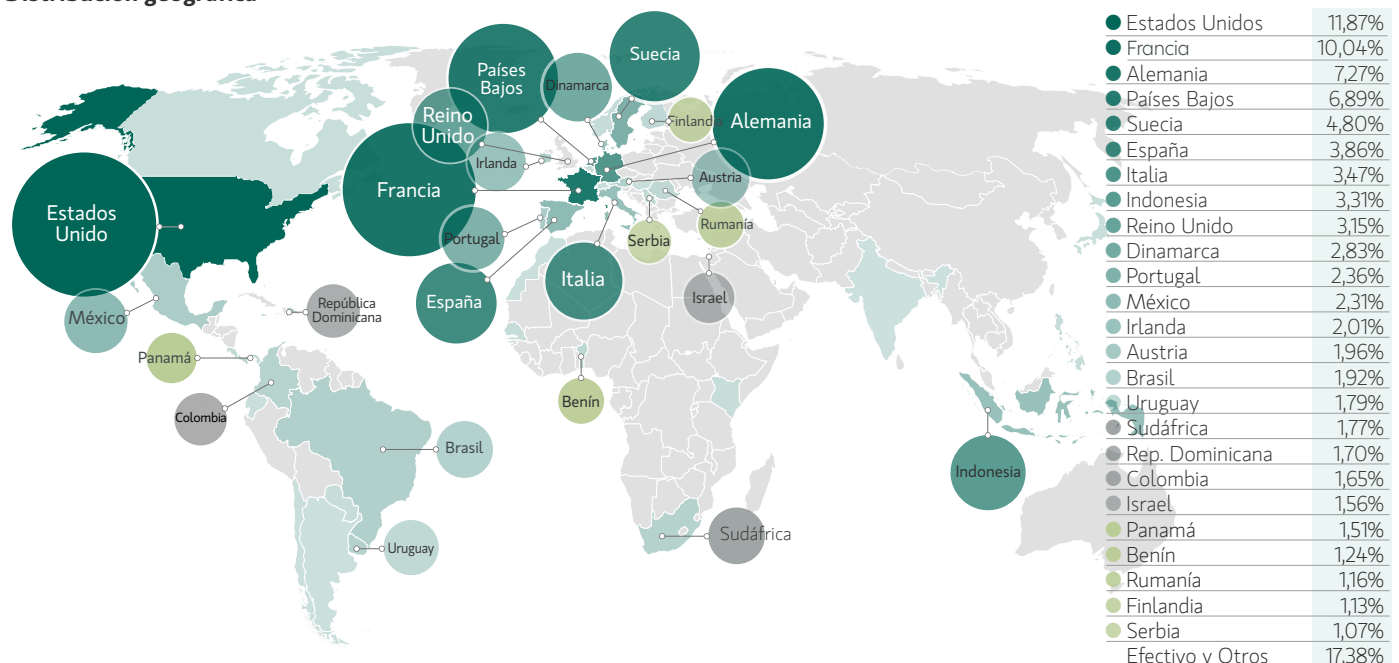 Distribución geográfica
Suecia
Países
Bajos
Dinamarca
Reino
Unido
Finlandia
Alemania
Irlanda
Austria
Francia
Estados
Unido
Portugal
Rumanía
Serbia
Italia
España
Israel
República
Dominicana
México
Panamá
Benín
Colombia
Brasil
Indonesia
Sudáfrica
Uruguay
Estados Unidos 11,87%
Francia 10,04%
Alemania 7,27%
Países Bajos 6,89%
Suecia 4,80%
España 3,86%
Italia 3,47%
Indonesia 3,31%
Reino Unido 3,15%
Dinamarca 2,83%
Portugal 2,36%
México 2,31%
Irlanda 2,01%
Austria 1,96%
Brasil 1,92%
Uruguay 1,79%
Sudáfrica 1,77%
Rep. Dominicana 1,70%
Colombia 1,65%
Israel 1,56%
Panamá 1,51%
Benín 1,24%
Rumanía 1,16%
Finlandia 1,13%
Serbia 1,07%
Efectivo y Otros 17,38%